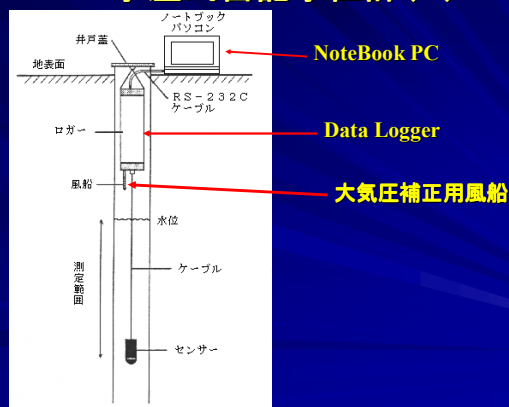 ノートブック
パソコン
井戸蓋
地表面
NoteBook PC
RS-232C
ケーブル
ロガー
Data Logger
風船
大気圧補正用風船
水位
測定範囲
ケーブル
センサー